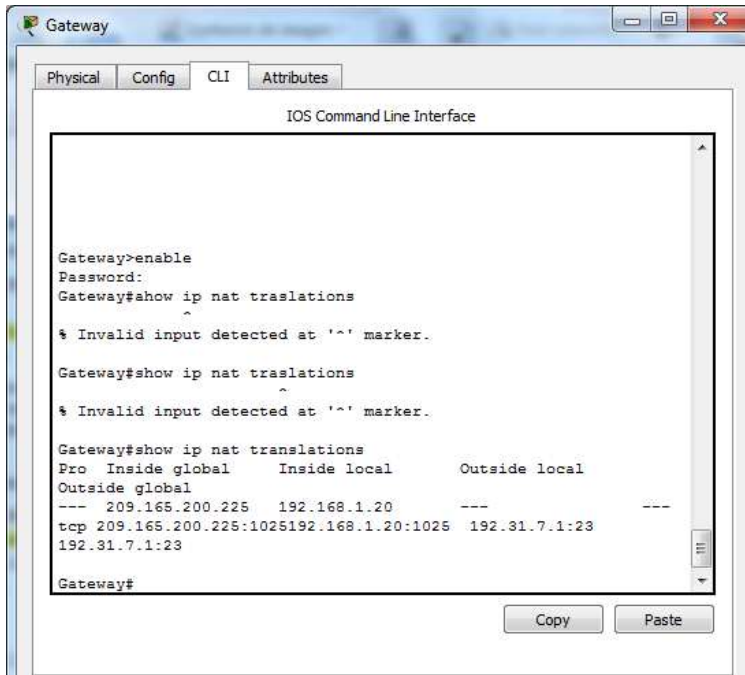 Gateway
Physical Config CLI Attributes
IOS Command Line Interface
Gateway>enable
Password:
Gateway#ahow ip nat traslations
^
% Invalid input detected at '^' marker.
Gateway#show ip nat traslations
^
% Invalid input detected at '^' marker.
Gateway#show ip nat translations
Pro Inside global Inside local Outside local
Outside global
--- 209.165.200.225 192.168.1.20 --- ---
tcp 209.165.200.225:1025192.168.1.20:1025 192.31.7.1:23
192.31.7.1:23
Gateway#
Copy Paste